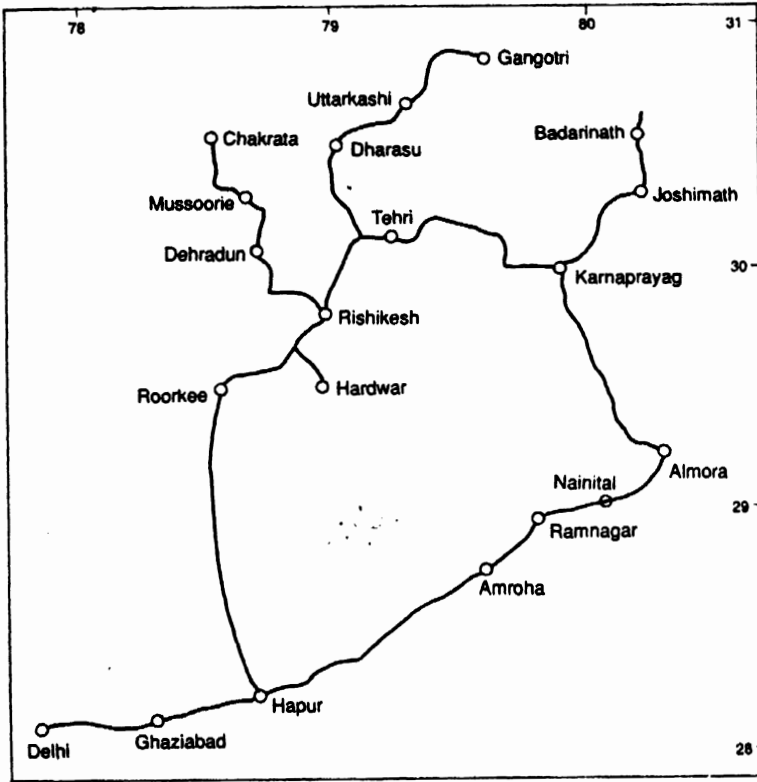 78
79
80
31
Gangotri
Uttarkashi
Chakrata
Dharasu
Badarinath
Mussoorie
Joshimath
Tehri
Dehradun
30
Karnaprayag
Rishikesh
Roorkee
Hardwar
Almora
Nainital
29
Ramnagar
Amroha
Hapur
Delhi
Ghaziabad
28